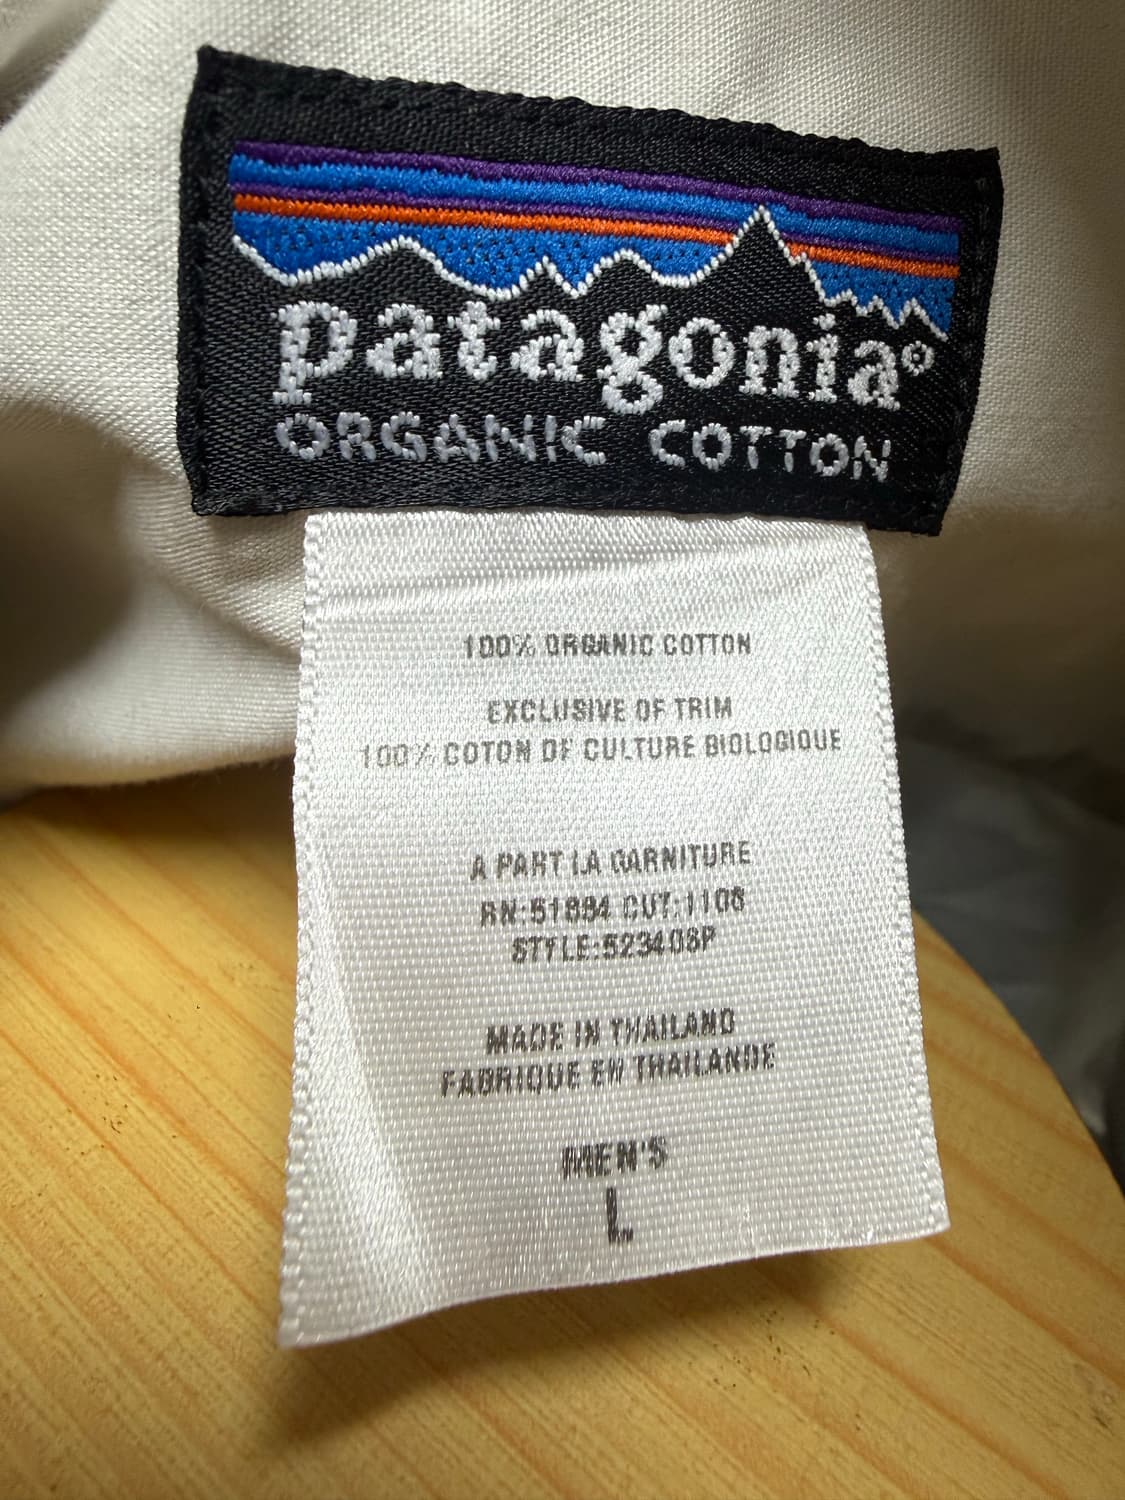 patagonia®
ORGANIC COTTON
100% ORGANIC COTTON
EXCLUSIVE OF TRIM
100% COTON DF CULTURE BIOLOGIQUE
A PART LA GARNITURE
RN:51884 CUT:1108
STYLE:52340SP
MADE IN THAILAND
FABRIQUE EN THAILANDE
MEN'S
L